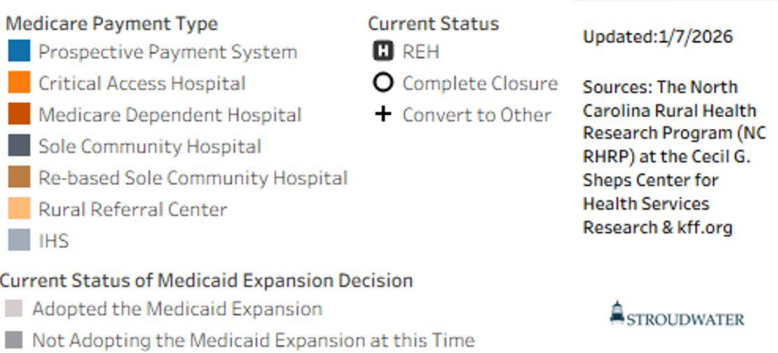 Medicare Payment Type
Prospective Payment System
Critical Access Hospital
Medicare Dependent Hospital
Sole Community Hospital
Re-based Sole Community Hospital
Rural Referral Center
IHS
Current Status
H REH
Complete Closure
Convert to Other
Current Status of Medicaid Expansion Decision
Adopted the Medicaid Expansion
Not Adopting the Medicaid Expansion at this Time
Updated:1/7/2026
Sources: The North
Carolina Rural Health
Research Program (NC
RHRP) at the Cecil G.
Sheps Center for
Health Services
Research & kff.org
STROUDWATER